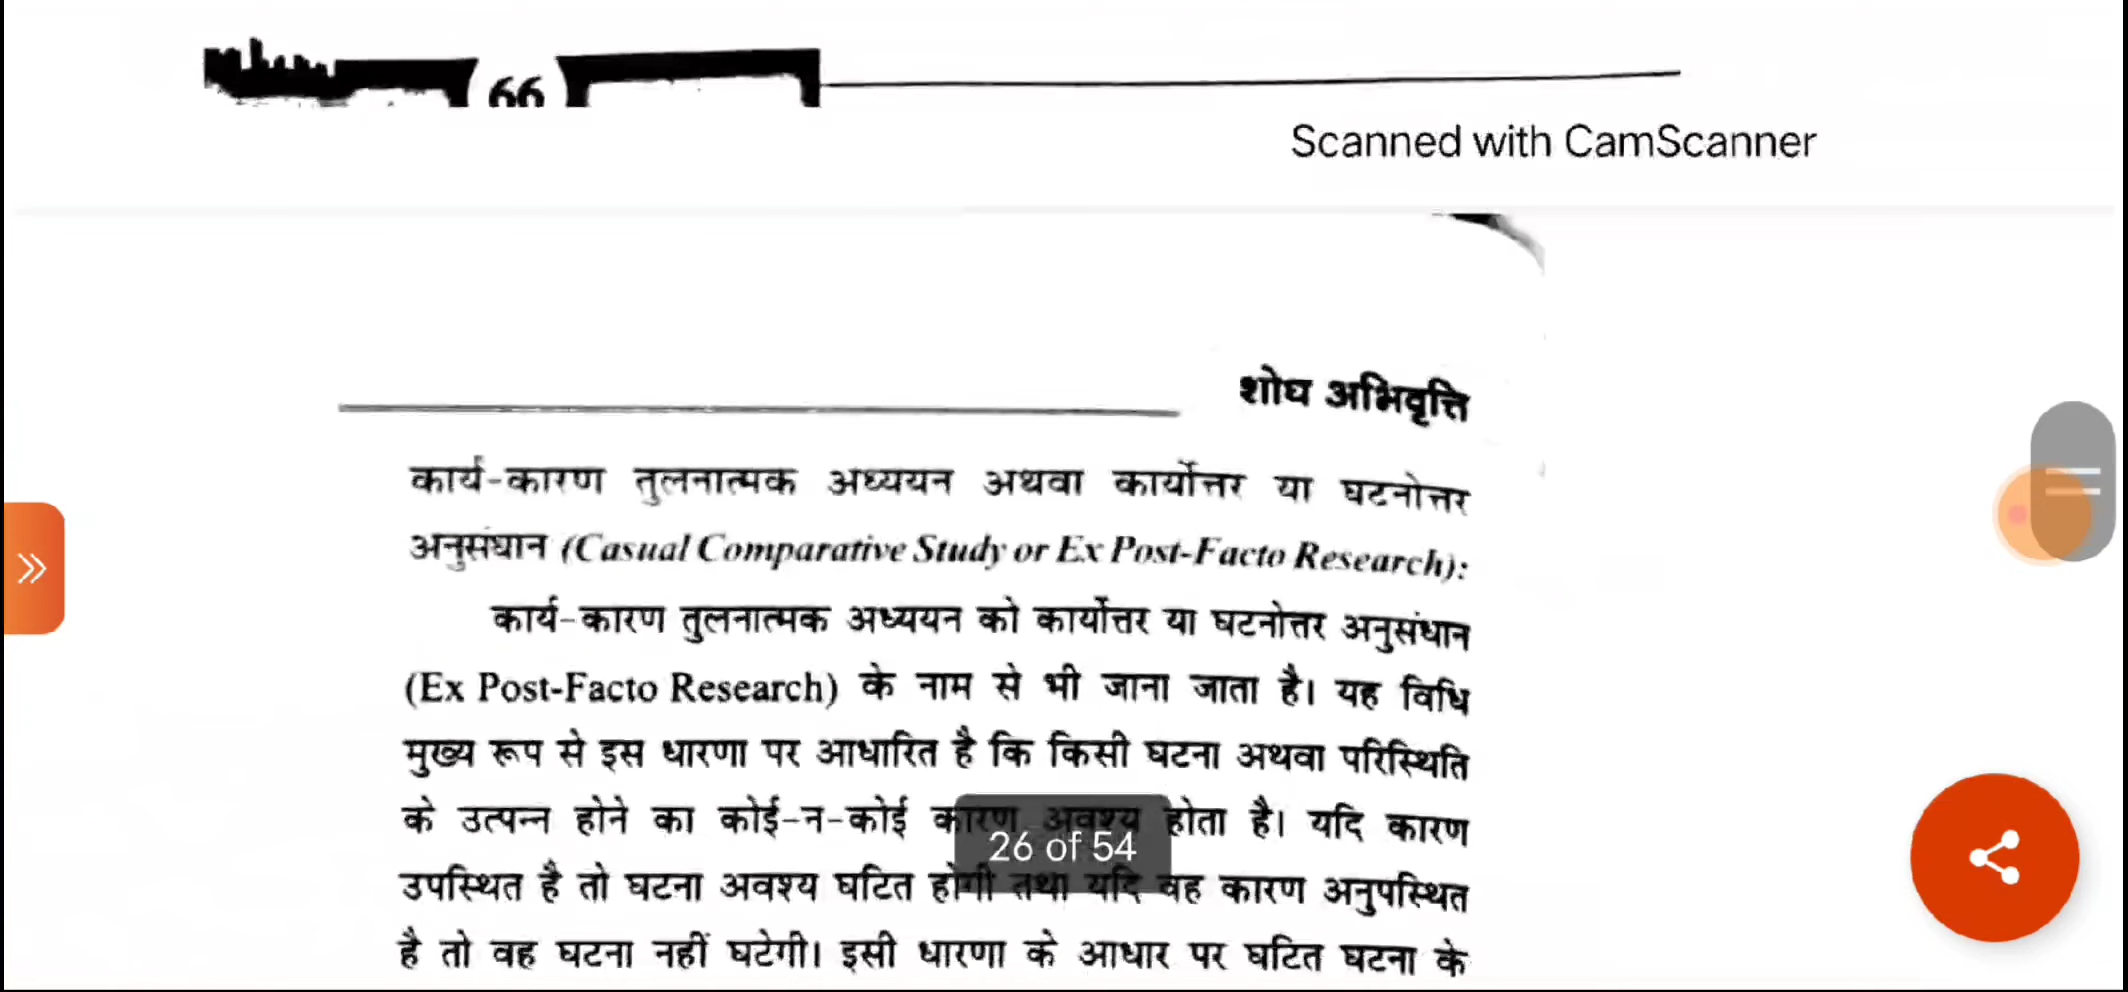 66
Scanned with CamScanner
शोध अभिवृत्ति
कार्य-कारण तुलनात्मक अध्ययन अथवा कार्योत्तर या घटनोत्तर
अनुसंधान (Casual Comparative Study or Ex Post-Facto Research):
कार्य-कारण तुलनात्मक अध्ययन को कार्योत्तर या घटनोत्तर अनुसंधान
(Ex Post-Facto Research) के नाम से भी जाना जाता है। यह विधि
मुख्य रूप से इस धारणा पर आधारित है कि किसी घटना अथवा परिस्थिति
के उत्पन्न होने का कोई-न-कोई कारण अवश्य होता है। यदि कारण
26 of 54
उपस्थित है तो घटना अवश्य घटित होगी तथा यदि वह कारण अनुपस्थित
है तो वह घटना नहीं घटेगी। इसी धारणा के आधार पर घटित घटना के